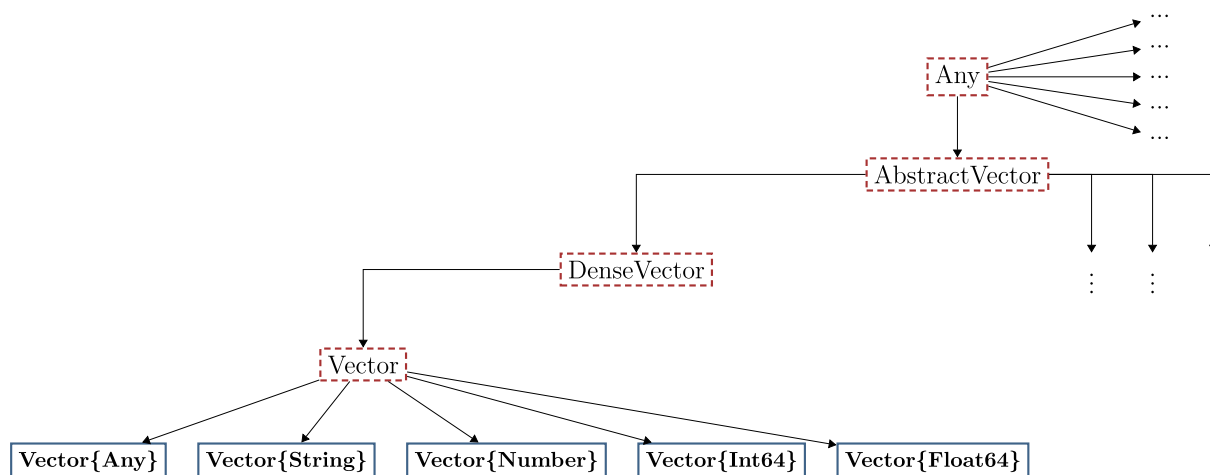 ...
...
Any
...
...
...
AbstractVector
DenseVector
⋮ ⋮
Vector
Vector{Any} Vector{String} Vector{Number} Vector{Int64} Vector{Float64}